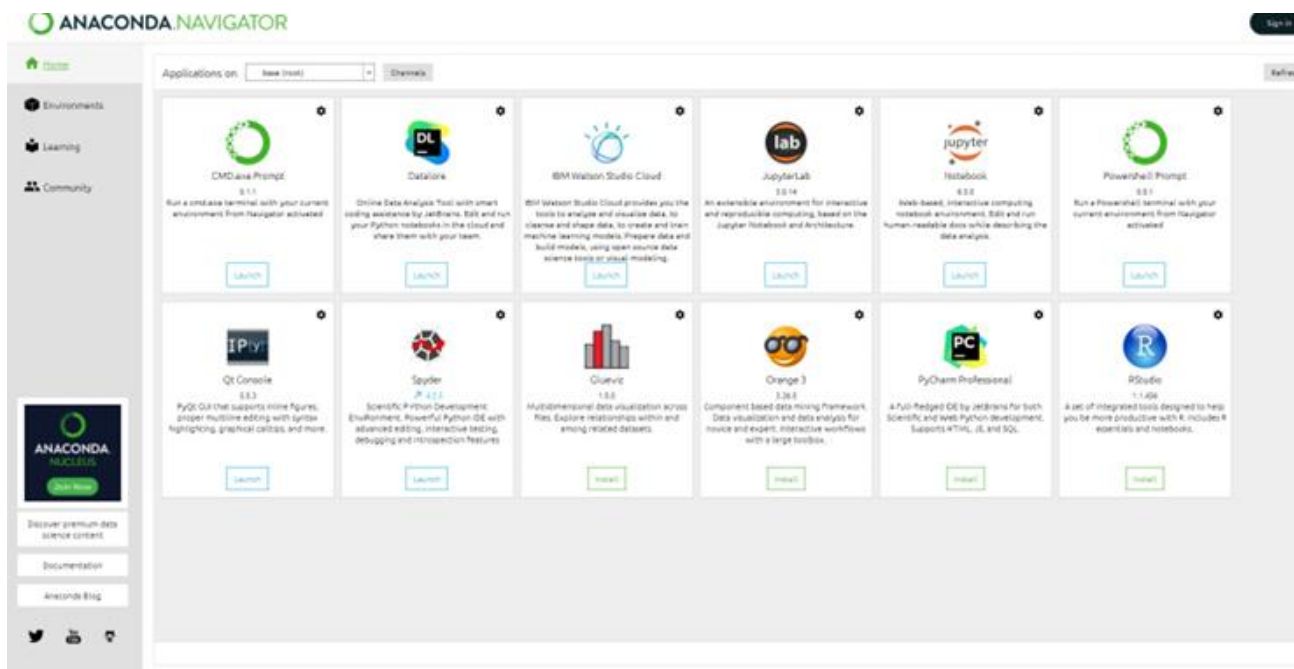 ANACONDA.NAVIGATOR
Sign in
Home
Applications on
base (root)
Channels
Environments
Learning
Community
CMD.exe Prompt
0.1.1
Run a cmd.exe terminal with your current
environment from Navigator activated
Launch
DL
Datalore
Online Data Analysis Tool with smart
coding assistance by JetBrains. Edit and run
your Python notebooks in the cloud and
share them with your team.
Launch
IBM Watson Studio Cloud
IBM Watson Studio Cloud provides you the
tools to analyze and visualize data, to
cleanse and shape data, to create and train
machine learning models. Prepare data and
build models, using open source data
science tools or visual modeling.
Launch
lab
JupyterLab
3.0.14
An extensible environment for interactive
and reproducible computing, based on the
Jupyter Notebook and Architecture.
Launch
jupyter
Notebook
Web-based, interactive computing
notebook environment. Edit and run
human-readable docs while describing the
data analysis.
Launch
Powershell Prompt
0.0.1
Run a Powershell terminal with your
current environment from Navigator
activated
Launch
IP[y]:
Qt Console
PyQt GUI that supports inline figures,
proper multiline editing with syntax
highlighting, graphical calltips, and more.
Launch
Spyder
Scientific Python Development
EnviRonment. Powerful Python IDE with
advanced editing, interactive testing,
debugging and introspection features
Launch
Glueviz
Multidimensional data visualization across
files. Explore relationships within and
among related datasets.
Install
Orange 3
Component based data mining framework.
Data visualization and data analysis for
novice and expert. Interactive workflows
with a large toolbox.
Install
PC
PyCharm Professional
A full-fledged IDE by JetBrains for both
Scientific and Web Python development.
Supports HTML, JS, and SQL.
Install
R
RStudio
1.1.456
A set of integrated tools designed to help
you be more productive with R. Includes R
essentials and notebooks.
Install
ANACONDA
NUCLEUS
Join Now
Discover premium data
science content
Documentation
Anaconda Blog